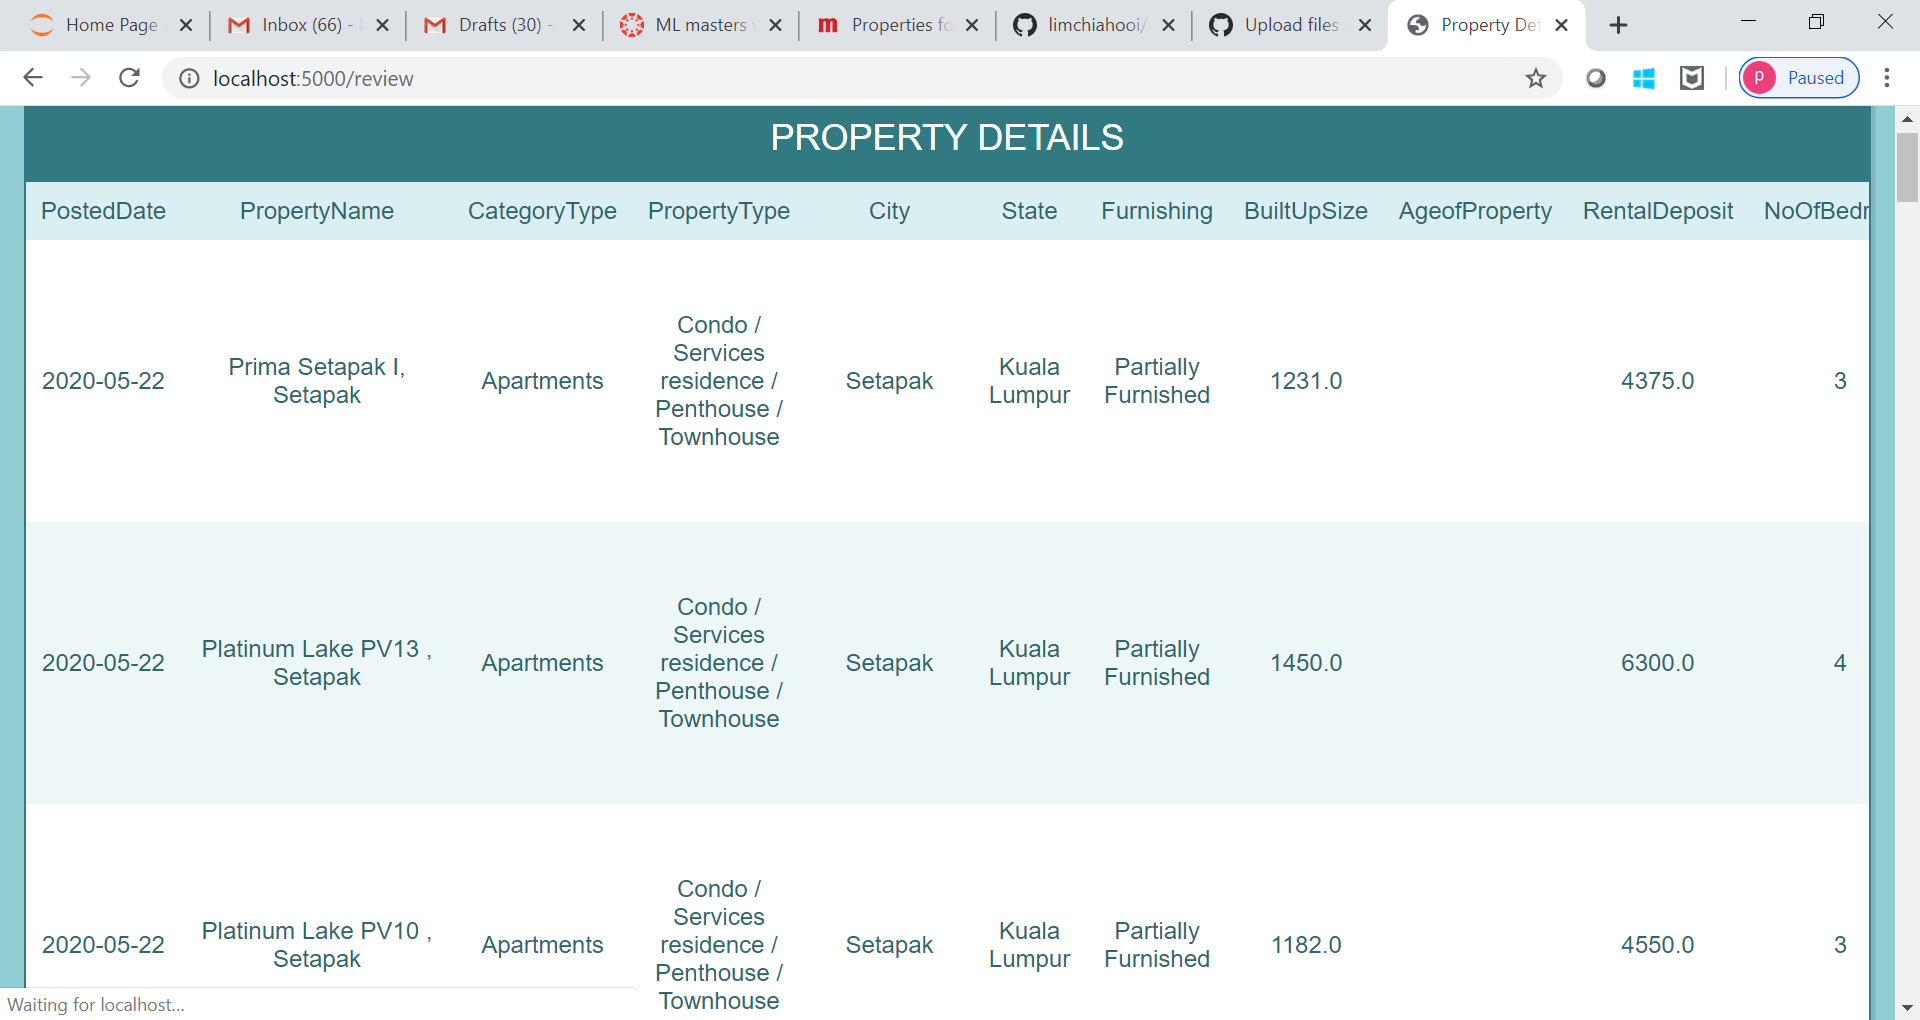 Home Page
Inbox (66) -
Drafts (30) -
ML masters
Properties fo
limchiahooi/
Upload files
Property Det
localhost:5000/review
P
Paused
PROPERTY DETAILS
PostedDate PropertyName CategoryType PropertyType City State Furnishing BuiltUpSize AgeofProperty RentalDeposit NoOfBedr
2020-05-22
Prima Setapak I,
Setapak
Apartments
Condo /
Services
residence /
Penthouse /
Townhouse
Setapak
Kuala
Lumpur
Partially
Furnished
1231.0
4375.0
3
2020-05-22
Platinum Lake PV13 ,
Setapak
Apartments
Condo /
Services
residence /
Penthouse /
Townhouse
Setapak
Kuala
Lumpur
Partially
Furnished
1450.0
6300.0
4
2020-05-22
Platinum Lake PV10 ,
Setapak
Apartments
Condo /
Services
residence /
Penthouse /
Townhouse
Setapak
Kuala
Lumpur
Partially
Furnished
1182.0
4550.0
3
Waiting for localhost...